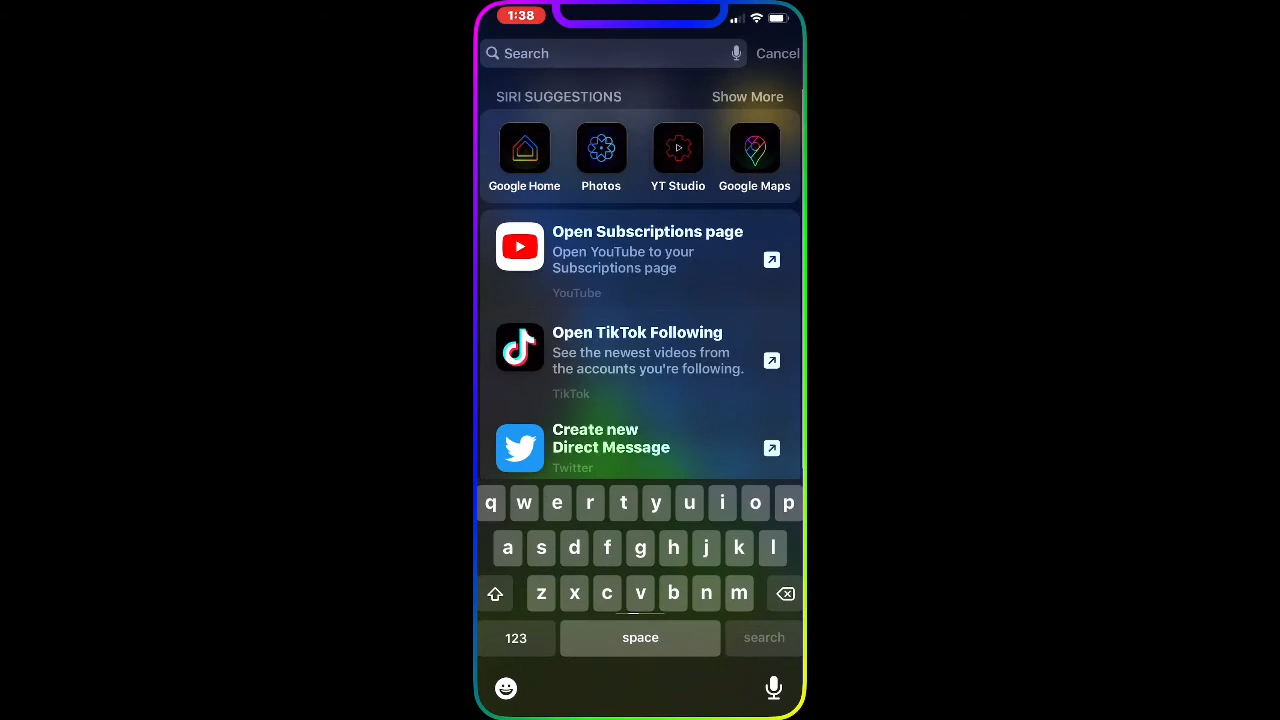 1:38
Search
Cancel
SIRI SUGGESTIONS
Show More
Google Home
Photos
YT Studio
Google Maps
Open Subscriptions page
Open YouTube to your
Subscriptions page
YouTube
Open TikTok Following
See the newest videos from
the accounts you're following.
TikTok
Create new
Direct Message
Twitter
q w e r t y u i o p
a s d f g h j k l
z x c v b n m
123
space
search